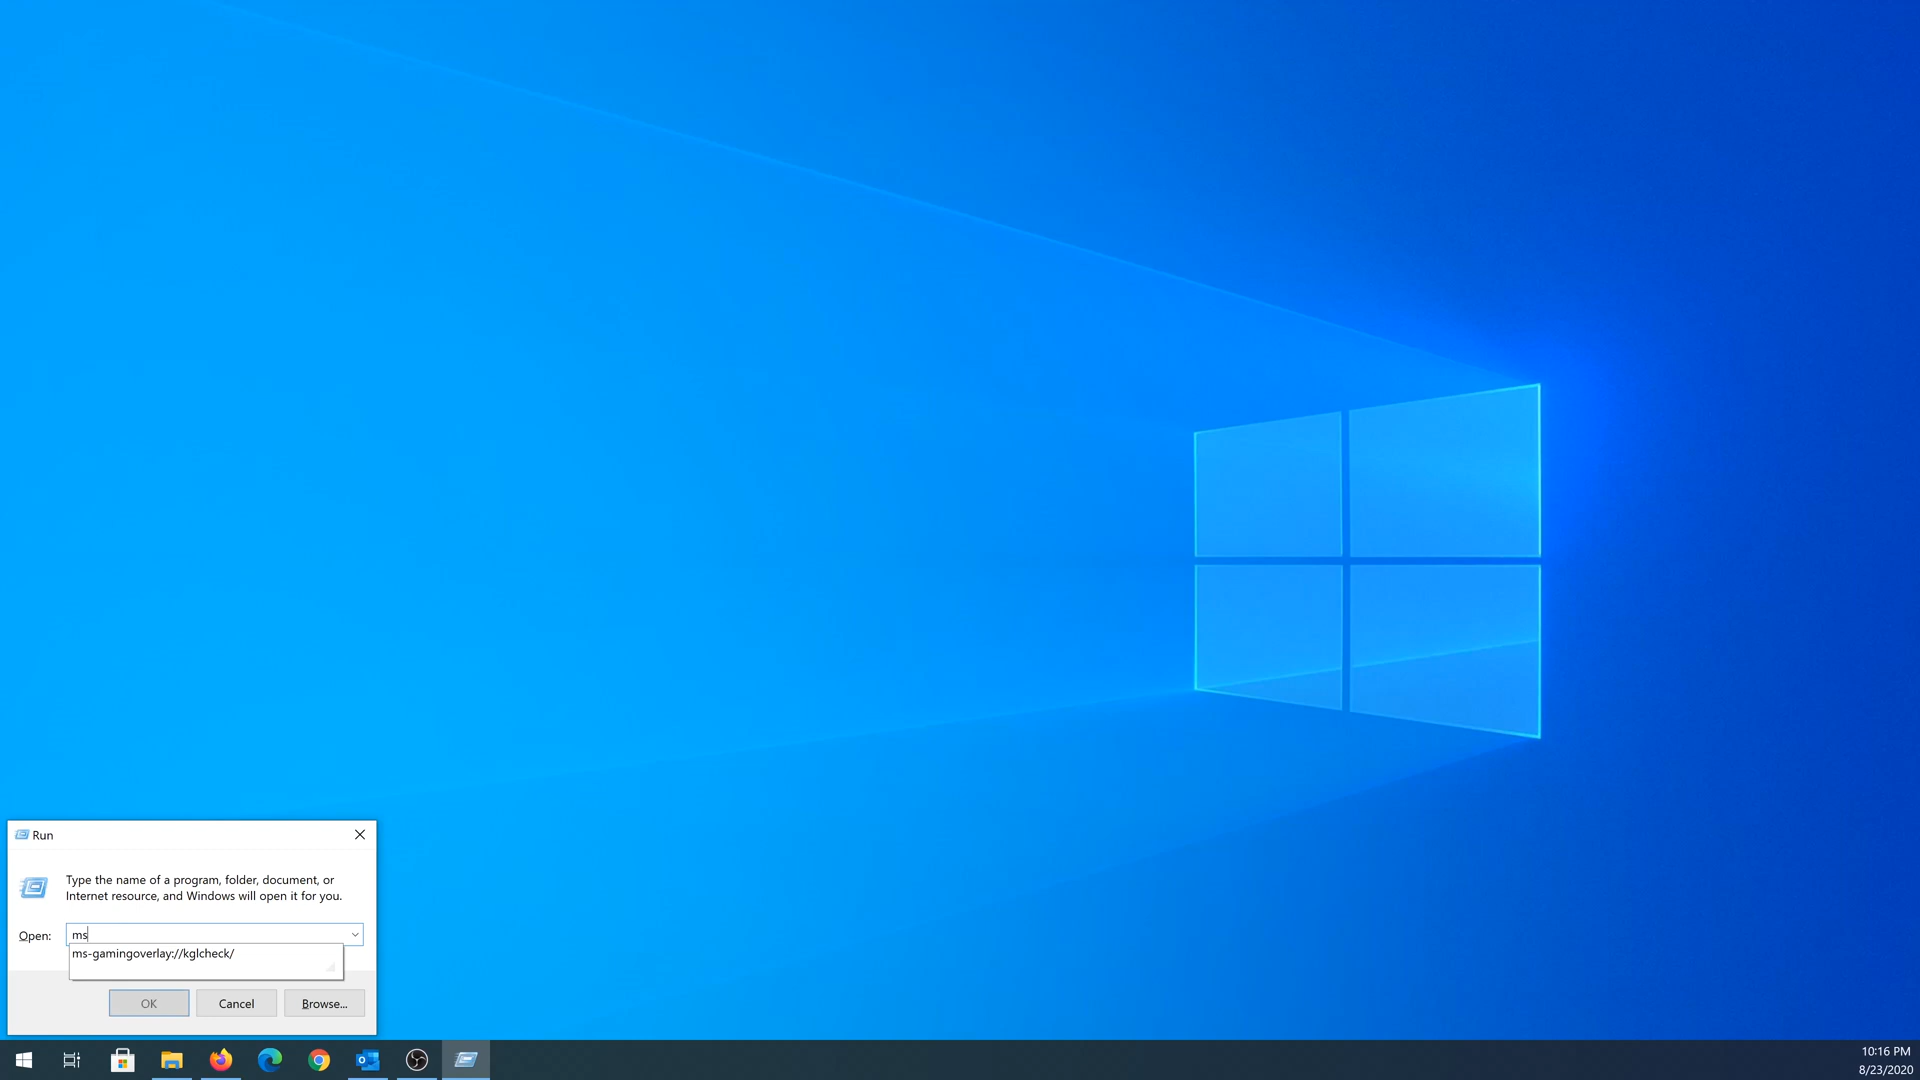 Run
Type the name of a program, folder, document, or
Internet resource, and Windows will open it for you.
Open:
ms
ms-gamingoverlay://kglcheck/
OK
Cancel
Browse...
10:16 PM
8/23/2020